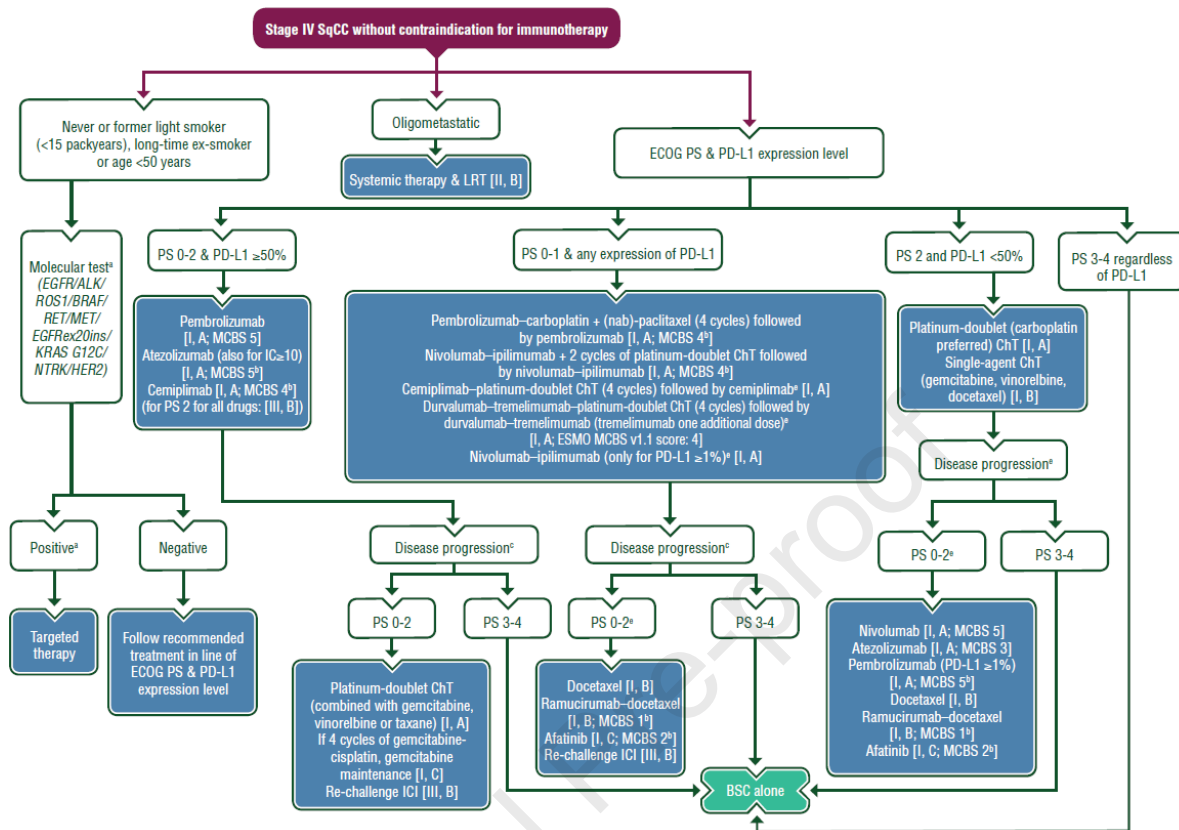 Stage IV SqCC without contraindication for immunotherapy
Never or former light smoker
(<15 packyears), long-time ex-smoker
or age <50 years
Oligometastatic
ECOG PS & PD-L1 expression level
Systemic therapy & LRT [II, B]
Molecular testᵃ
(EGFR/ALK/
ROS1/BRAF/
RET/MET/
EGFRex20ins/
KRAS G12C/
NTRK/HER2)
PS 0-2 & PD-L1 ≥50%
PS 0-1 & any expression of PD-L1
PS 2 and PD-L1 <50%
PS 3-4 regardless
of PD-L1
Pembrolizumab
[I, A; MCBS 5]
Atezolizumab (also for IC≥10)
[I, A; MCBS 5ᵇ]
Cemiplimab [I, A; MCBS 4ᵇ)
(for PS 2 for all drugs: [III, B])
Pembrolizumab–carboplatin + (nab)-paclitaxel (4 cycles) followed
by pembrolizumab [I, A; MCBS 4ᵇ]
Nivolumab–ipilimumab + 2 cycles of platinum-doublet ChT followed
by nivolumab–ipilimumab [I, A; MCBS 4ᵇ]
Cemiplimab–platinum-doublet ChT (4 cycles) followed by cemiplimabᵉ [I, A]
Durvalumab–tremelimumab–platinum-doublet ChT (4 cycles) followed by
durvalumab–tremelimumab (tremelimumab one additional dose)ᵉ
[I, A; ESMO MCBS v1.1 score: 4]
Nivolumab–ipilimumab (only for PD-L1 ≥1%)ᵉ [I, A]
Platinum-doublet (carboplatin
preferred) ChT [I, A]
Single-agent ChT
(gemcitabine, vinorelbine,
docetaxel) [I, B]
Disease progressionᵉ
Positiveᵃ
Negative
Disease progressionᶜ
Disease progressionᶜ
PS 0-2ᵉ
PS 3-4
Targeted
therapy
Follow recommended
treatment in line of
ECOG PS & PD-L1
expression level
PS 0-2
PS 3-4
PS 0-2ᵉ
PS 3-4
Platinum-doublet ChT
(combined with gemcitabine,
vinorelbine or taxane) [I, A]
If 4 cycles of gemcitabine-
cisplatin, gemcitabine
maintenance [I, C]
Re-challenge ICI [III, B]
Docetaxel [I, B]
Ramucirumab–docetaxel
[I, B; MCBS 1ᵇ]
Afatinib [I, C; MCBS 2ᵇ]
Re-challenge ICI [III, B]
Nivolumab [I, A; MCBS 5]
Atezolizumab [I, A; MCBS 3]
Pembrolizumab (PD-L1 ≥1%)
[I, A; MCBS 5ᵇ]
Docetaxel [I, B]
Ramucirumab–docetaxel
[I, B; MCBS 1ᵇ]
Afatinib [I, C; MCBS 2ᵇ]
BSC alone
e-proof